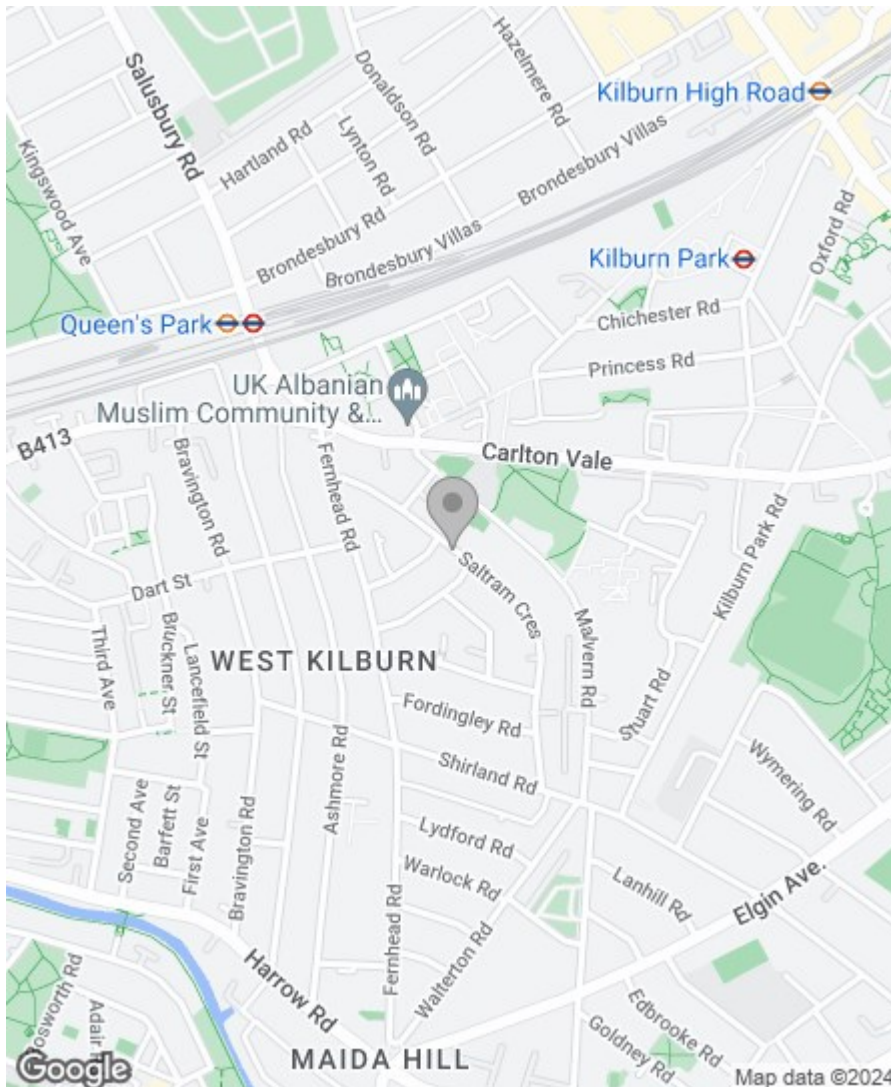 Salusbury Rd
Donaldson Rd
Hazelmere Rd
Kilburn High Road
Kingswood Ave
Hartland Rd
Lynton Rd
Brondesbury Villas
Oxford Rd
Brondesbury Rd
Brondesbury Villas
Kilburn Park
Queen's Park
Chichester Rd
Princess Rd
UK Albanian
Muslim Community &...
B413
Carlton Vale
Bravington Rd
Fernhead Rd
Kilburn Park Rd
Dart St
Saltram Cres
Third Ave
Bruckner St
Lancefield St
WEST KILBURN
Malvern Rd
Stuart Rd
Fordingley Rd
Ashmore Rd
Shirland Rd
Wymering Rd
Second Ave
Barfett St
First Ave
Bravington Rd
Lydford Rd
Warlock Rd
Lanhill Rd
Elgin Ave.
Fernhead Rd
Walterton Rd
Harrow Rd
osworth Rd
Adair R
Edbrooke Rd
Goldney Rd
MAIDA HILL
Google
Map data ©2024